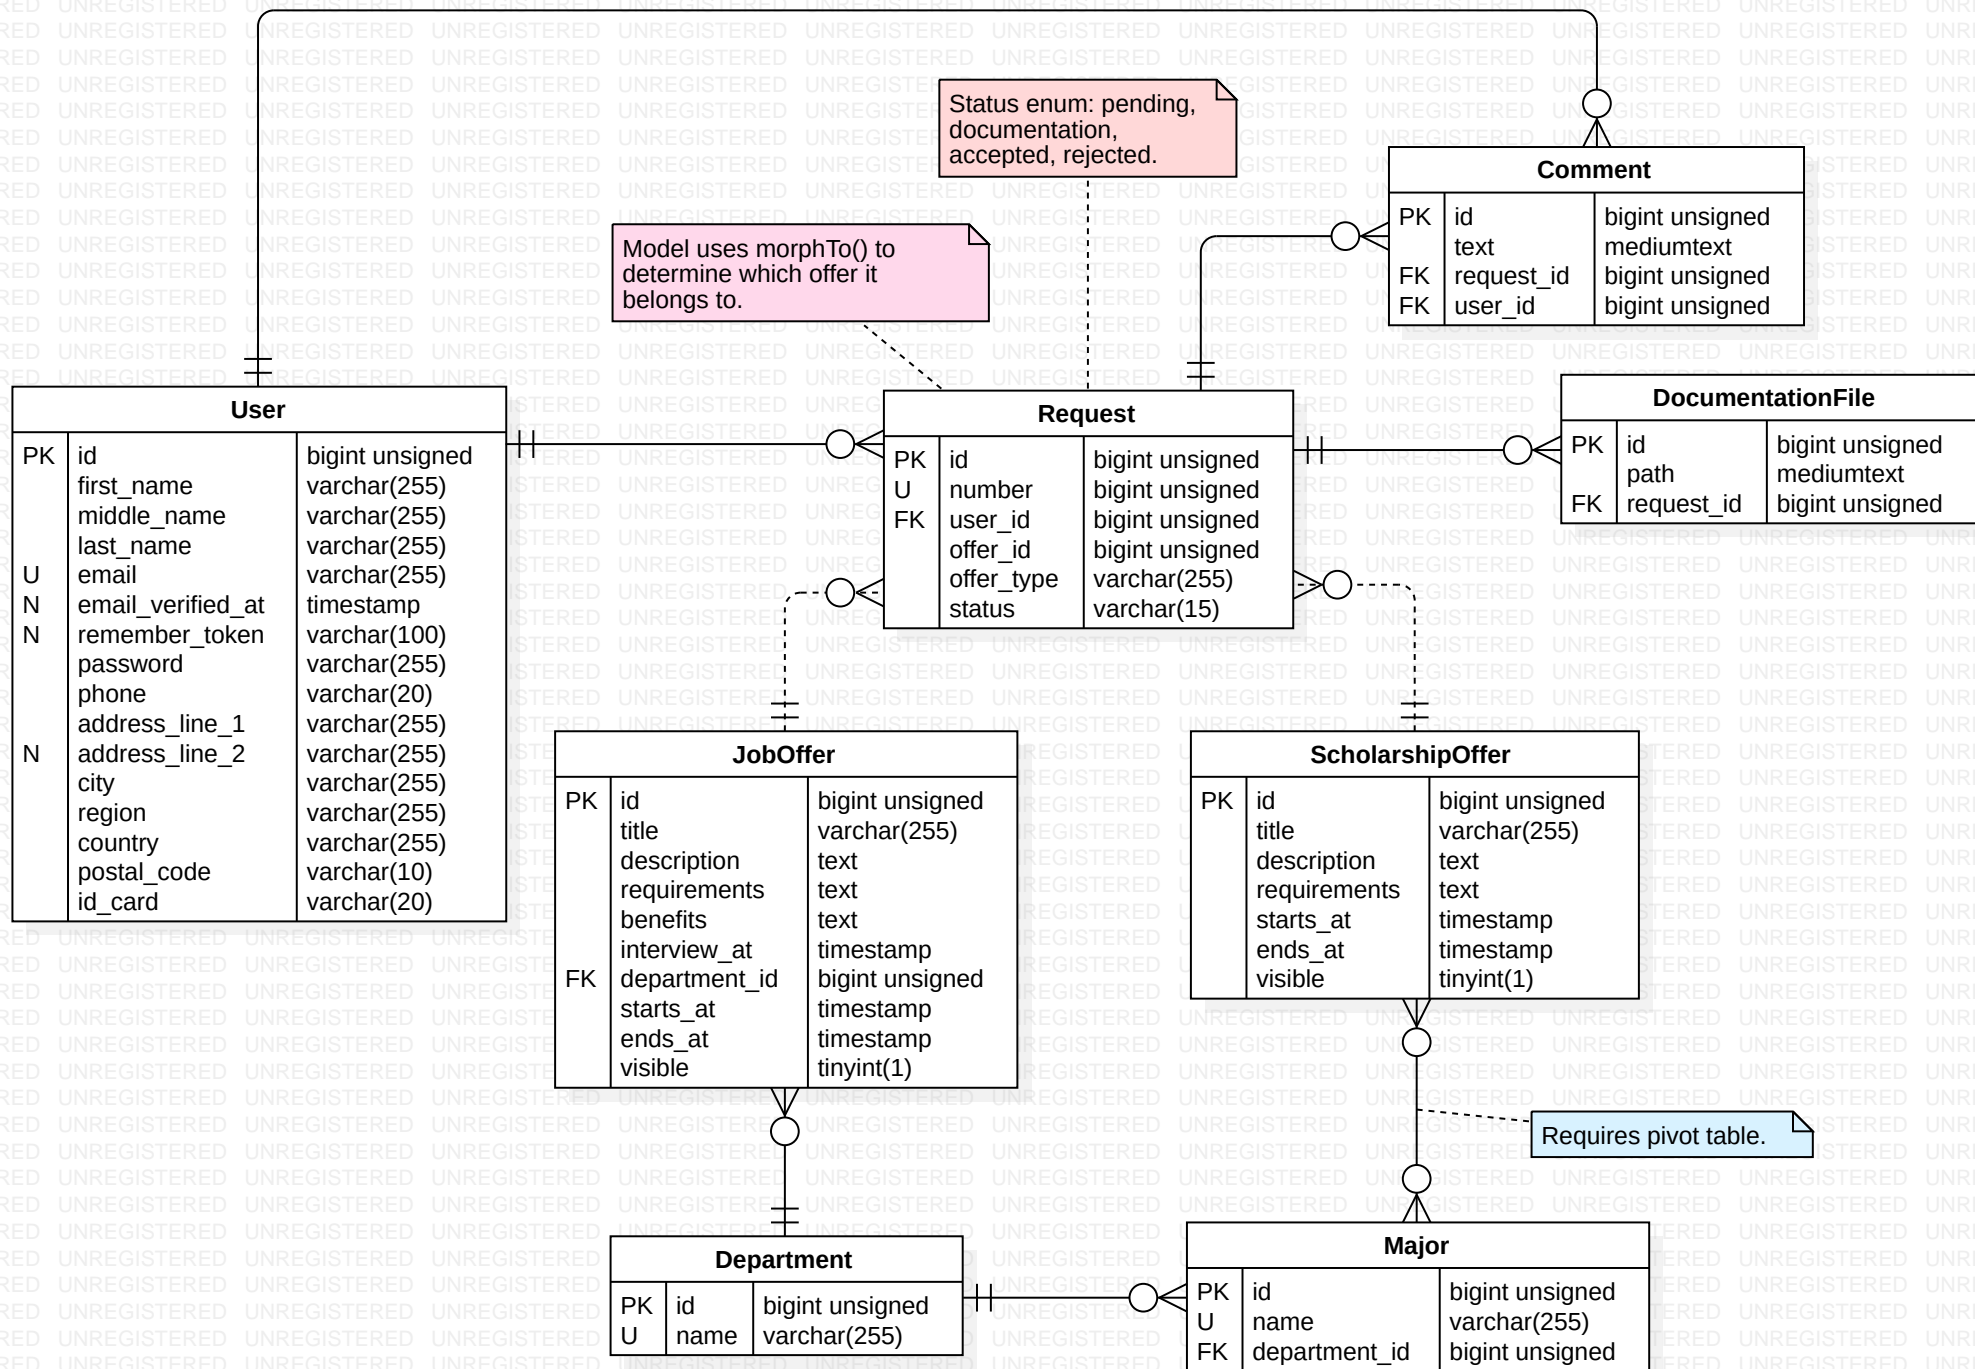 Status enum: pending,
documentation,
accepted, rejected.
Model uses morphTo() to
determine which offer it
belongs to.
Comment
PK id bigint unsigned
text mediumtext
FK request_id bigint unsigned
FK user_id bigint unsigned
User
PK id bigint unsigned
first_name varchar(255)
middle_name varchar(255)
last_name varchar(255)
U email varchar(255)
N email_verified_at timestamp
N remember_token varchar(100)
password varchar(255)
phone varchar(20)
address_line_1 varchar(255)
N address_line_2 varchar(255)
city varchar(255)
region varchar(255)
country varchar(255)
postal_code varchar(10)
id_card varchar(20)
Request
PK id bigint unsigned
U number bigint unsigned
FK user_id bigint unsigned
offer_id bigint unsigned
offer_type varchar(255)
status varchar(15)
DocumentationFile
PK id bigint unsigned
path mediumtext
FK request_id bigint unsigned
JobOffer
PK id bigint unsigned
title varchar(255)
description text
requirements text
benefits text
interview_at timestamp
FK department_id bigint unsigned
starts_at timestamp
ends_at timestamp
visible tinyint(1)
ScholarshipOffer
PK id bigint unsigned
title varchar(255)
description text
requirements text
starts_at timestamp
ends_at timestamp
visible tinyint(1)
Requires pivot table.
Department
PK id bigint unsigned
U name varchar(255)
Major
PK id bigint unsigned
U name varchar(255)
FK department_id bigint unsigned
UNREGISTERED